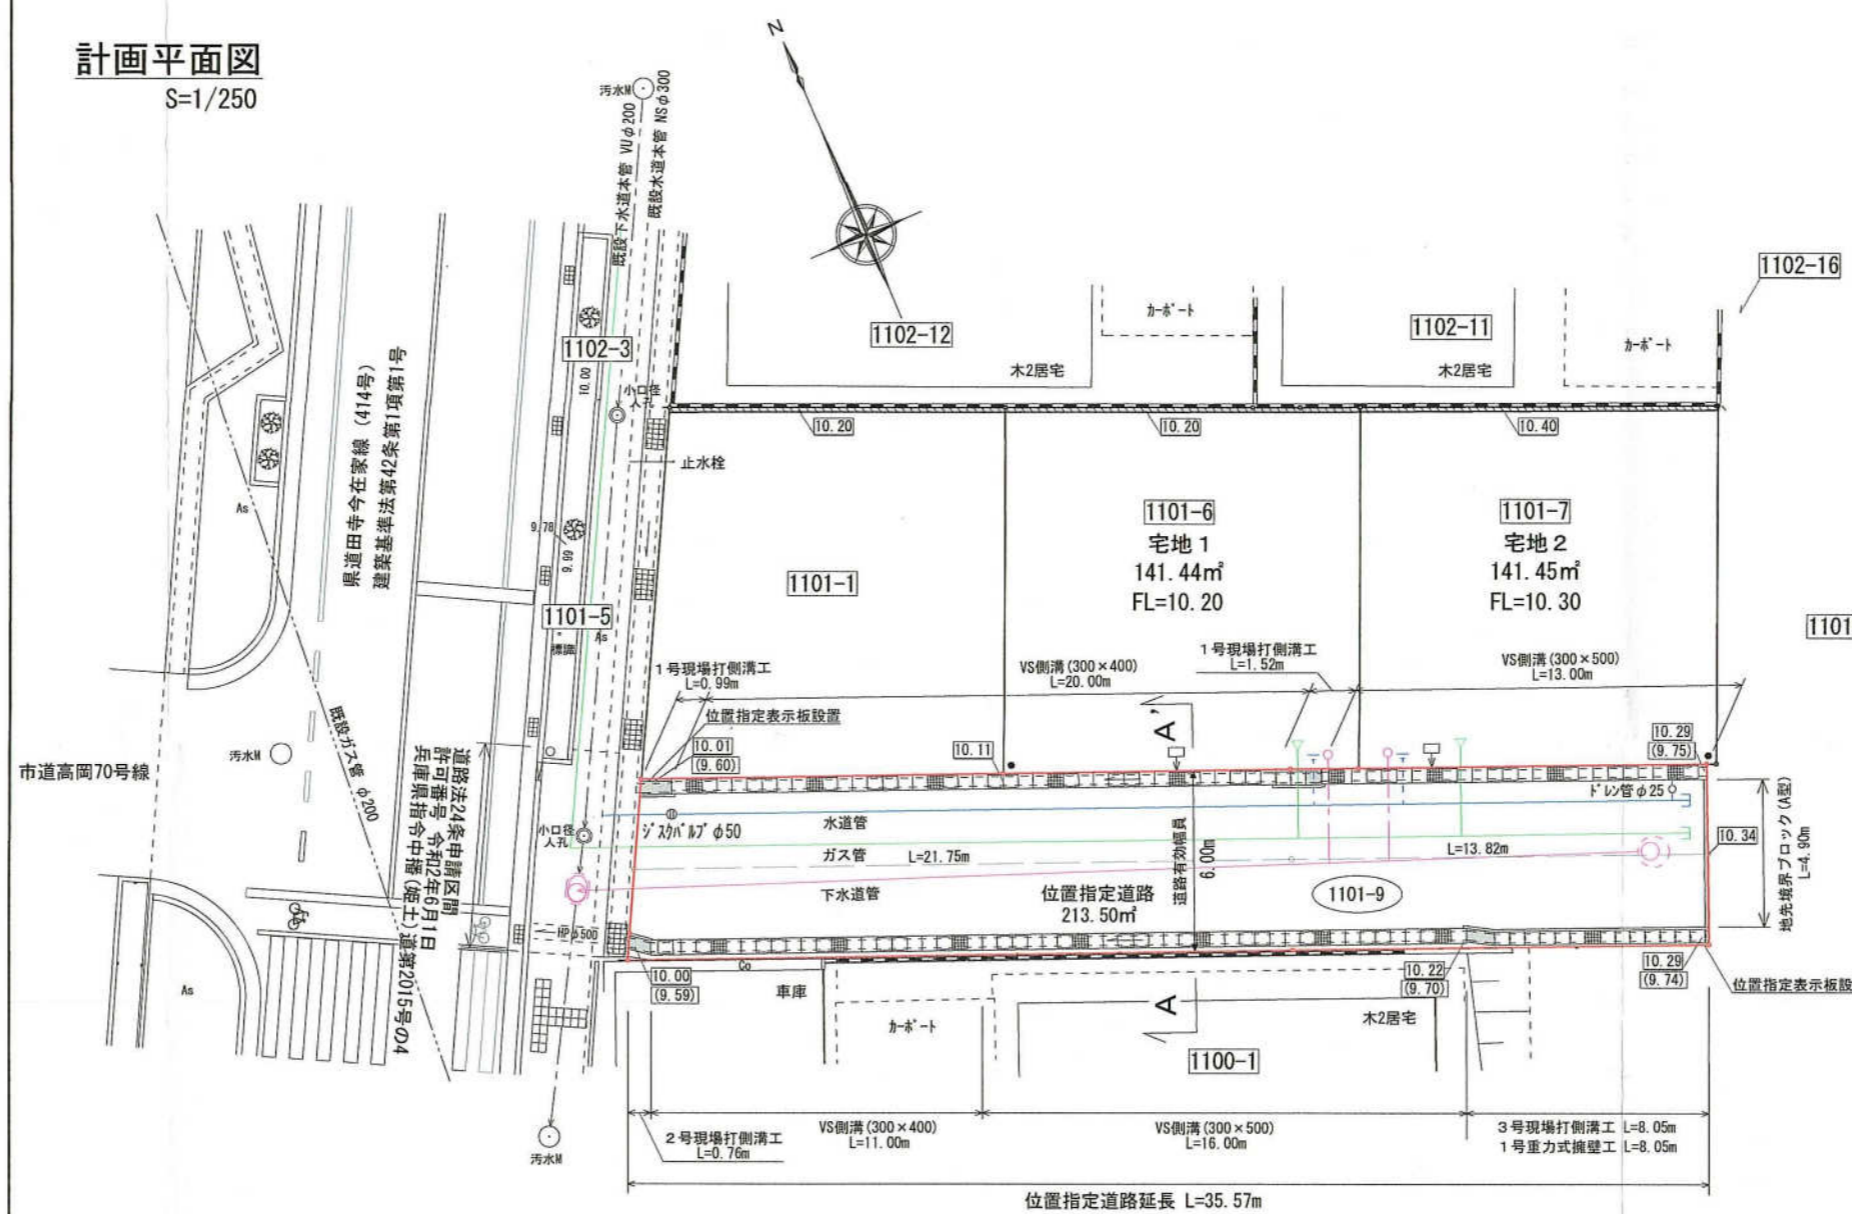 計画平面図
S=1/250
N
汚水M
既設下水道本管 VUφ200
既設水道本管 NSφ300
1102-16
1102-12
カーポート
1102-11
カーポート
木2居宅
木2居宅
1102-3
10.00
小口径
人孔
県道田寺今在家線 (414号)
建築基準法第42条第1項第1号
10.20
10.20
10.40
止水栓
As
9.78
9.99
1101-6
宅地1
141.44㎡
FL=10.20
1101-7
宅地2
141.45㎡
FL=10.30
1101-1
1101-5
As
標識
1101
1号現場打側溝工
L=0.99m
VS側溝(300×400)
L=20.00m
1号現場打側溝工
L=1.52m
VS側溝(300×500)
L=13.00m
位置指定表示板設置
A'
10.01
(9.60)
10.11
10.29
(9.75)
市道高岡70号線
汚水M
既設ガス管 φ200
道路法24条申請区間
許可番号 令和2年6月1日
兵庫県指令中播(姫土)道第2015号の4
小口径
人孔
ジスクバルブ φ50
水道管
ドレン管φ25
ガス管
L=21.75m
L=13.82m
10.34
地先境界ブロック(A型)
L=4.90m
道路有効幅員
6.00m
下水道管
位置指定道路
213.50㎡
1101-9
HPφ500
As
Co
10.00
(9.59)
車庫
カーポート
A
10.22
(9.70)
木2居宅
10.29
(9.74)
位置指定表示板設
1100-1
2号現場打側溝工
L=0.76m
VS側溝(300×400)
L=11.00m
VS側溝(300×500)
L=16.00m
3号現場打側溝工 L=8.05m
1号重力式擁壁工 L=8.05m
汚水M
位置指定道路延長 L=35.57m